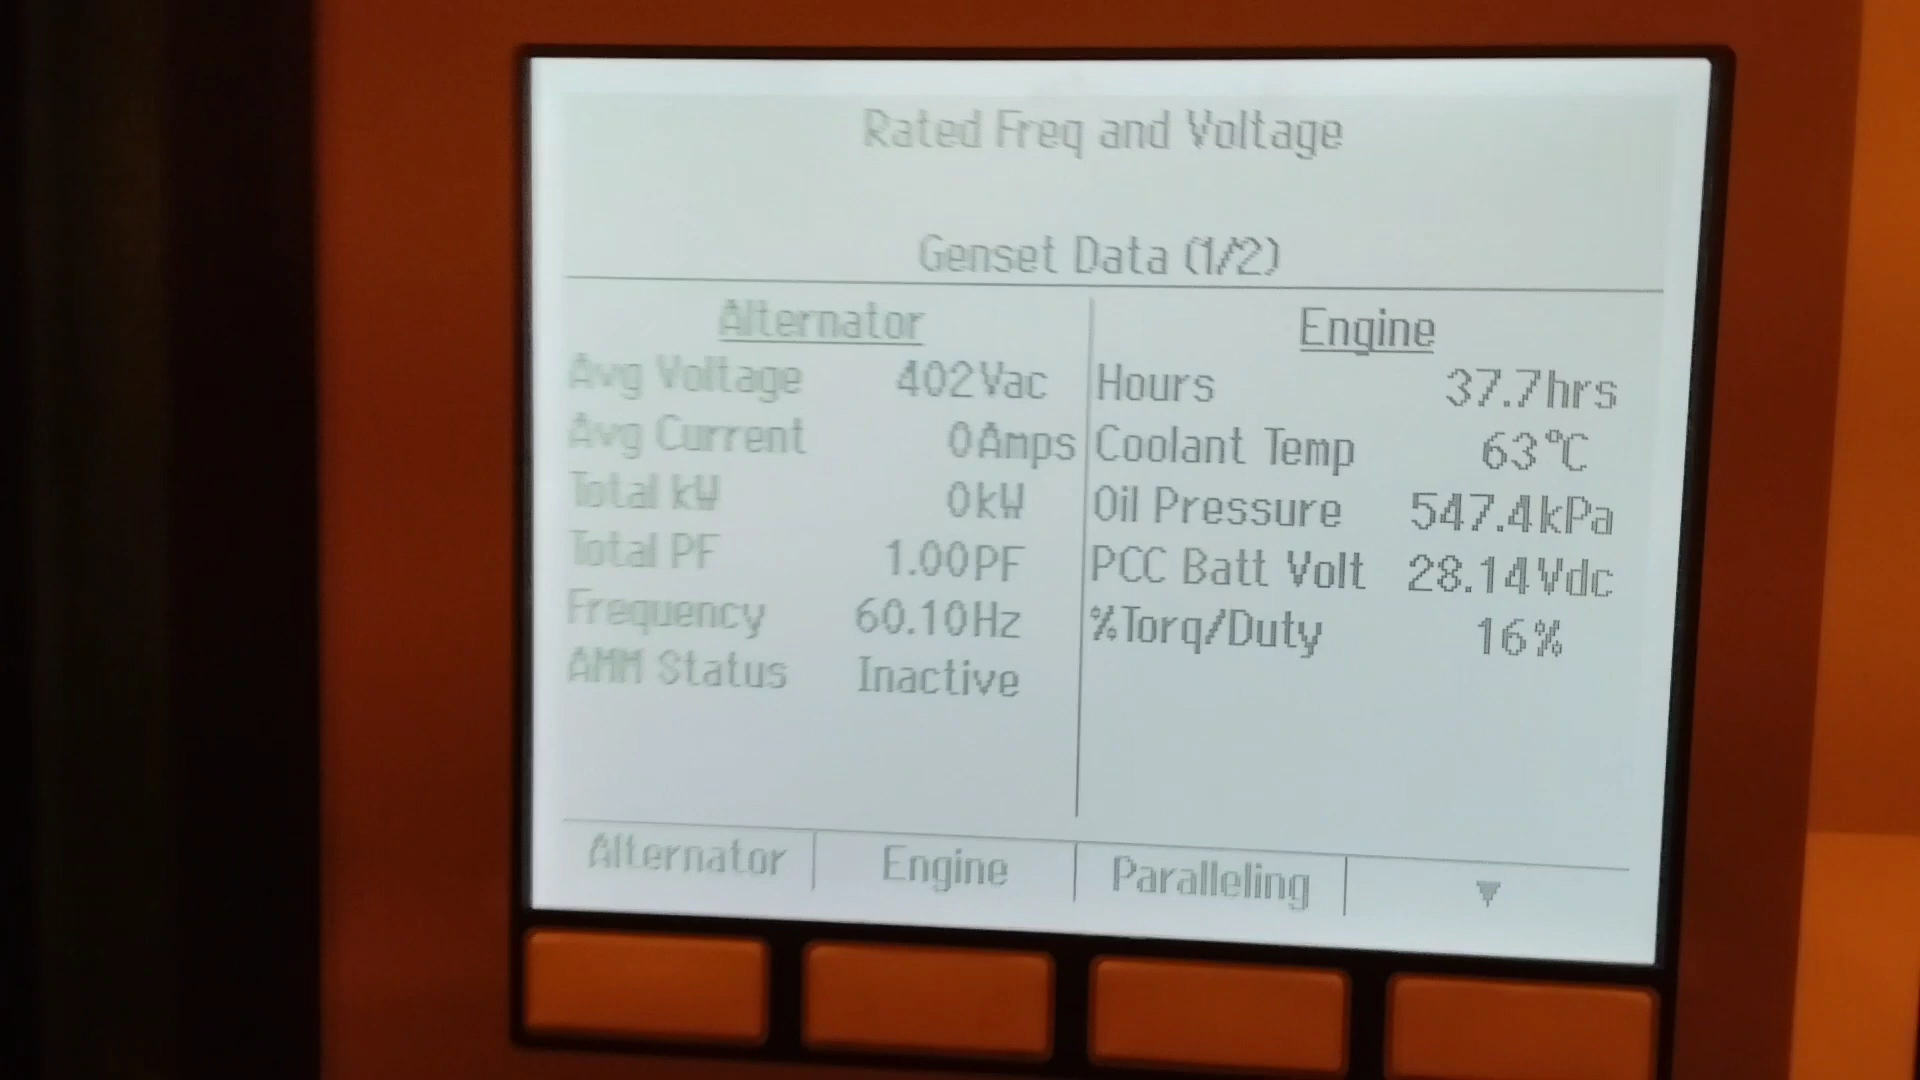 Rated Freq and Voltage
Genset Data (1/2)
Alternator
Avg Voltage 402Vac
Avg Current 0Amps
Total kW 0kW
Total PF 1.00PF
Frequency 60.10Hz
AMM Status Inactive
Engine
Hours 37.7hrs
Coolant Temp 63°C
Oil Pressure 547.4kPa
PCC Batt Volt 28.14Vdc
%Torq/Duty 16%
Alternator Engine Paralleling ▼